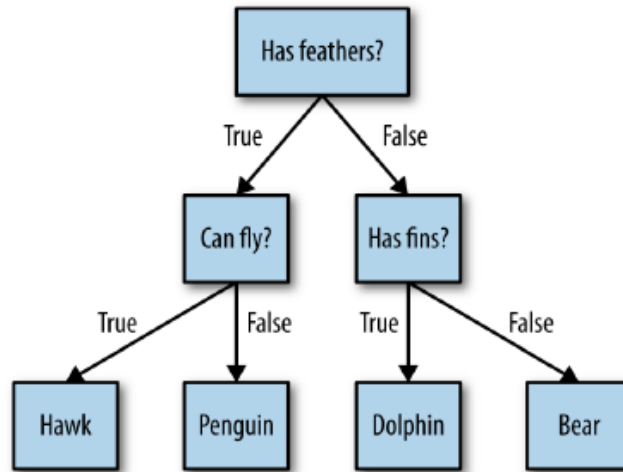 Has feathers?
True
False
Can fly?
Has fins?
True
False
True
False
Hawk
Penguin
Dolphin
Bear